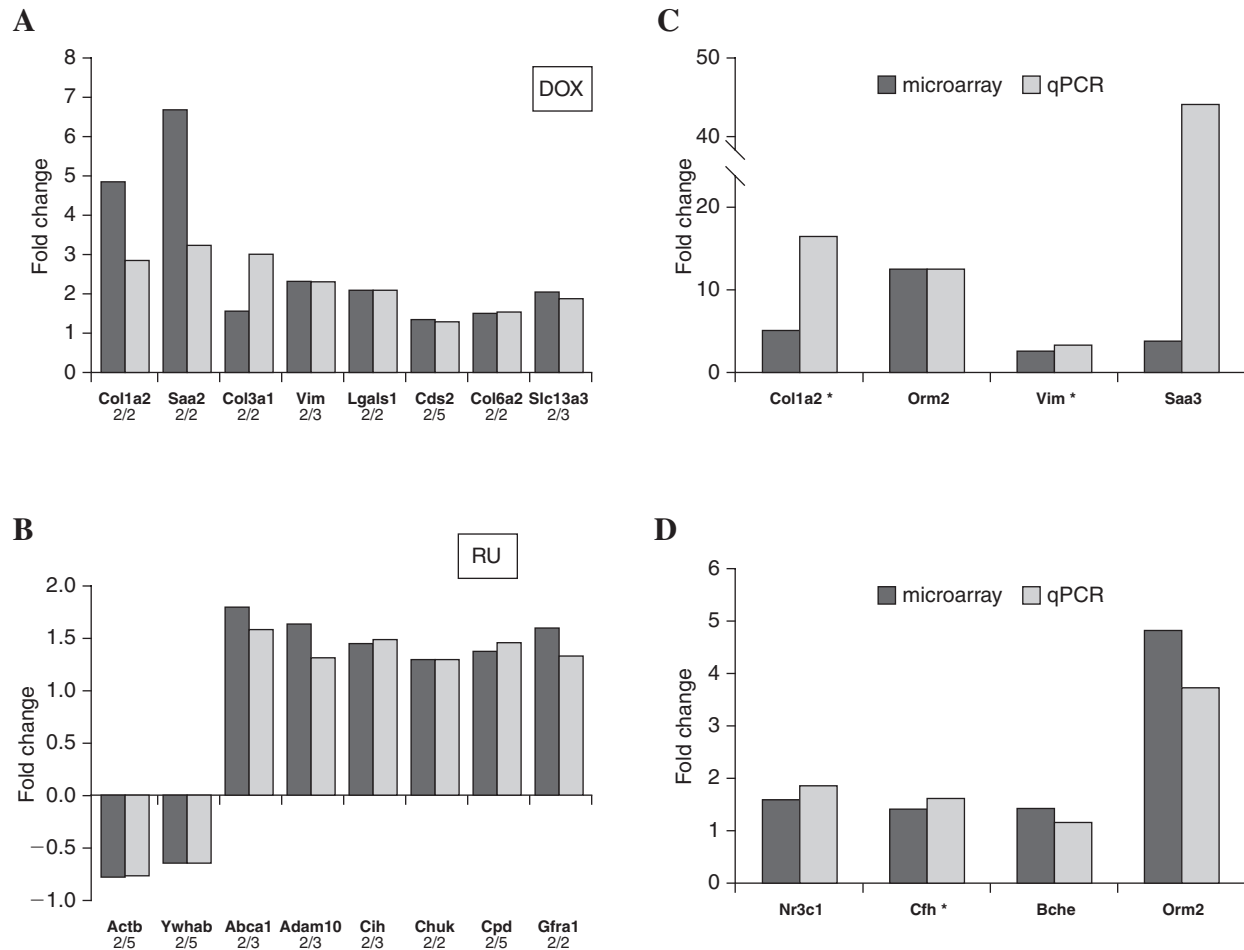 A
8
7
6
5
4
3
2
1
0
Fold change
DOX
Col1a2 Saa2 Col3a1 Vim Lgals1 Cds2 Col6a2 Slc13a3
2/2 2/2 2/2 2/3 2/2 2/5 2/2 2/3
C
50
40
20
10
0
Fold change
microarray qPCR
Col1a2 * Orm2 Vim * Saa3
B
RU
2.0
1.5
1.0
0.5
0.0
−0.5
−1.0
Fold change
Actb Ywhab Abca1 Adam10 Cih Chuk Cpd Gfra1
2/5 2/5 2/3 2/3 2/3 2/2 2/5 2/2
D
6
5
4
3
2
1
0
Fold change
microarray qPCR
Nr3c1 Cfh * Bche Orm2